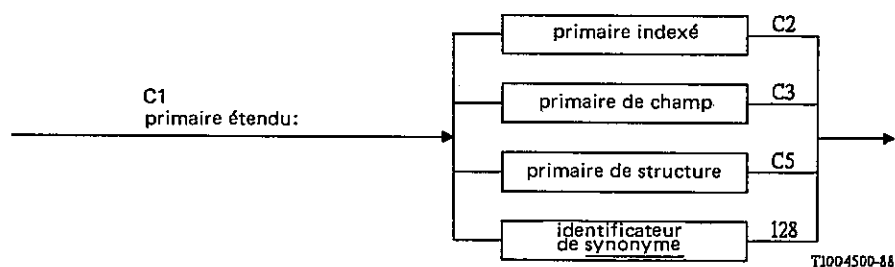 primaire indexé C2
C1
primaire étendu:
primaire de champ C3
primaire de structure C5
identificateur
de synonyme 128
T1004500-88